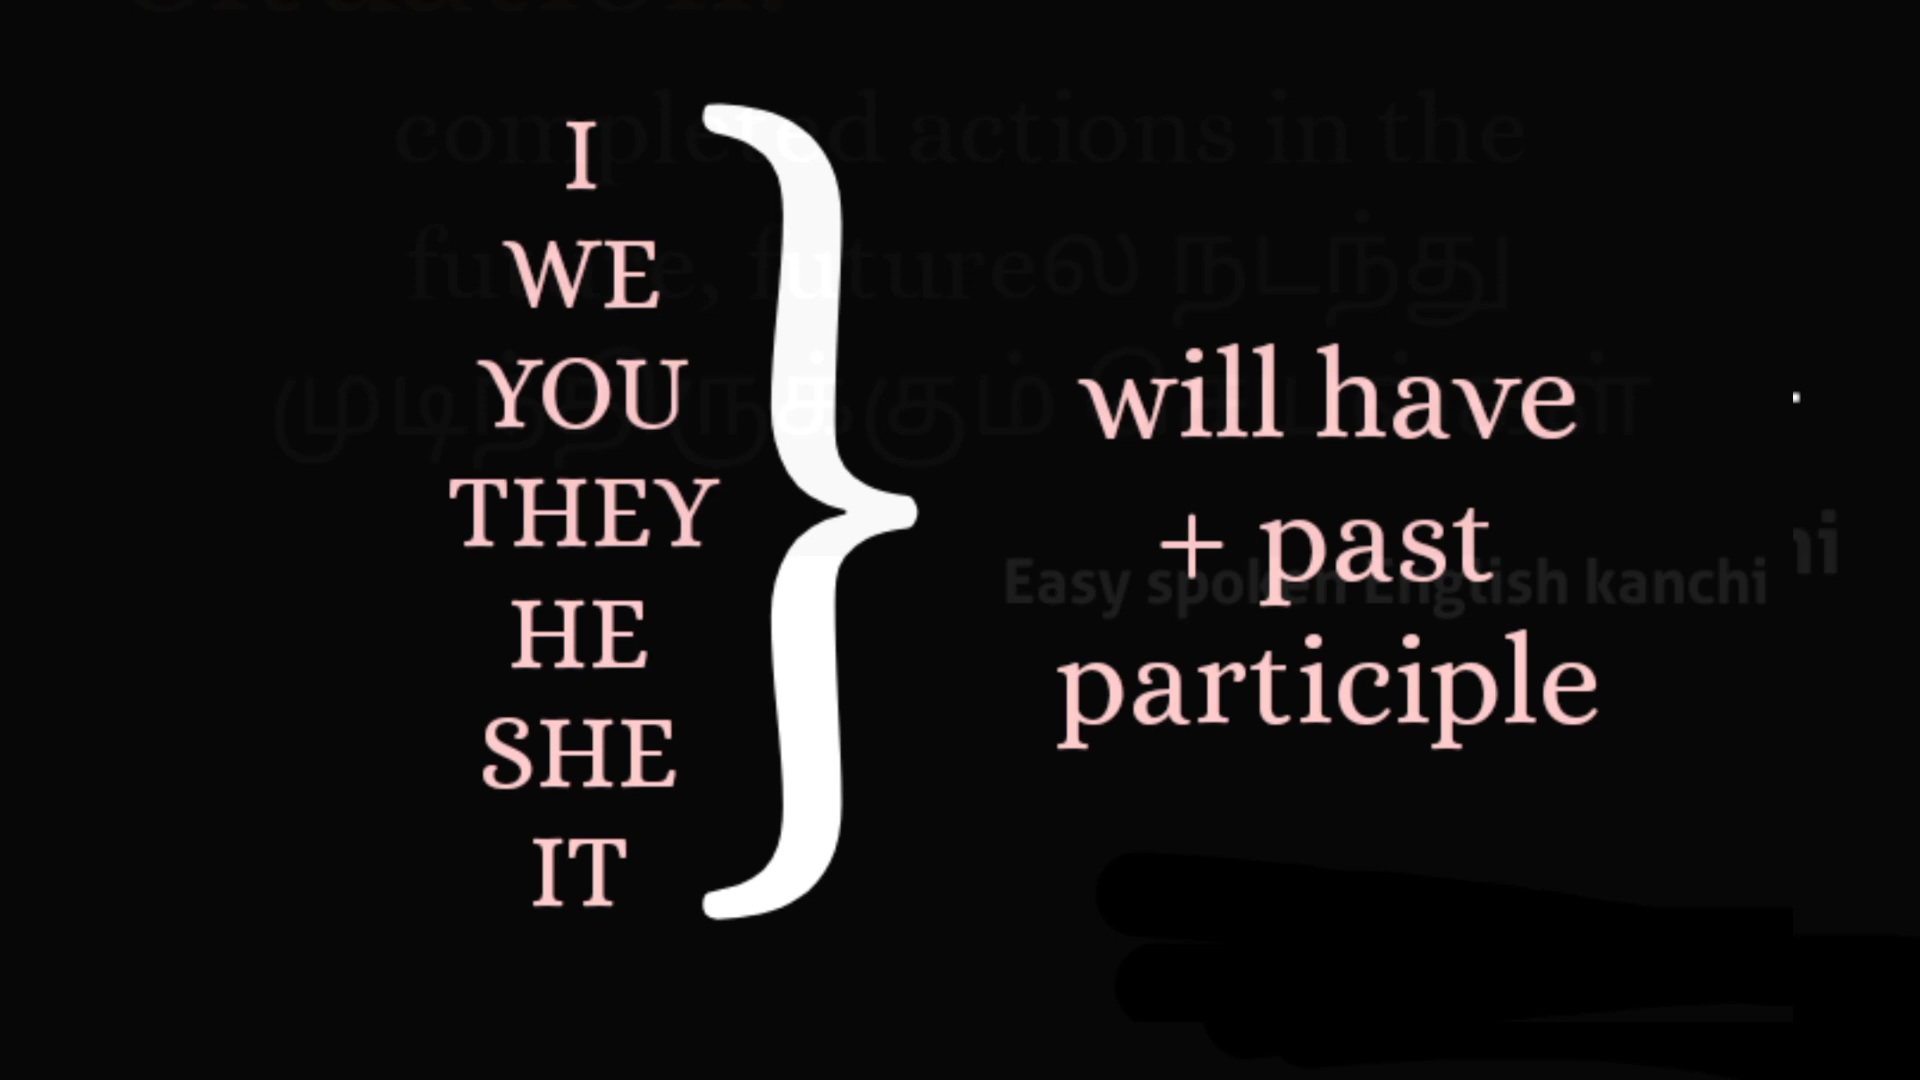 completed actions in the
future, futureல நடந்து
I
WE
YOU
THEY
HE
SHE
IT
will have
+ past
participle
Easy spoken English kanchi